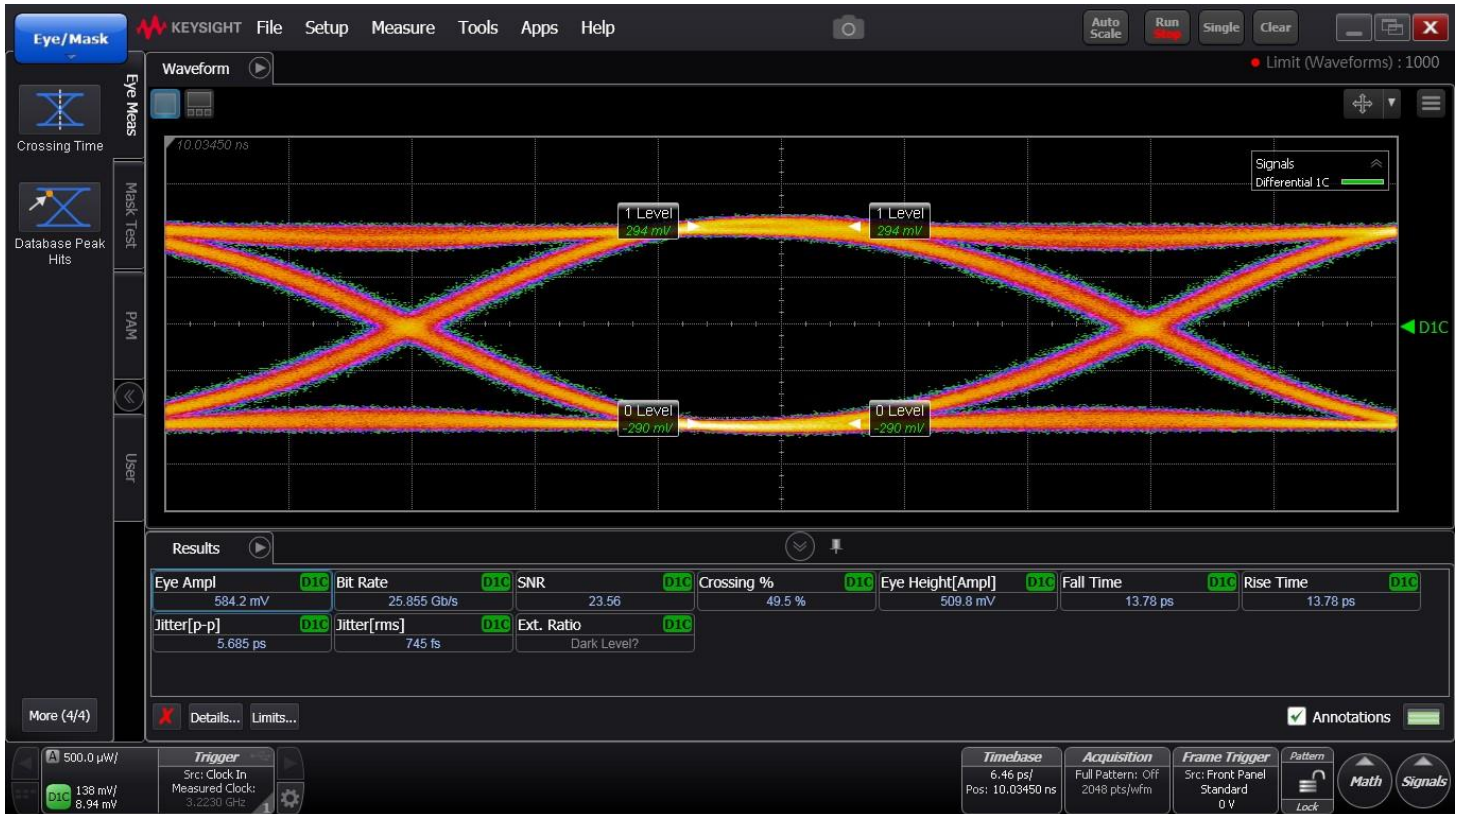 Eye/Mask
KEYSIGHT File Setup Measure Tools Apps Help
Auto Scale
Run Stop
Single
Clear
X
Limit (Waveforms) : 1000
Waveform
Eye Meas
Mask Test
PAM
User
Crossing Time
Database Peak
Hits
More (4/4)
10.03450 ns
Signals
Differential 1C
1 Level
294 mV
1 Level
294 mV
D1C
0 Level
-290 mV
0 Level
-290 mV
Results
Eye Ampl D1C
584.2 mV
Bit Rate D1C
25.855 Gb/s
SNR D1C
23.56
Crossing % D1C
49.5 %
Eye Height[Ampl] D1C
509.8 mV
Fall Time D1C
13.78 ps
Rise Time D1C
13.78 ps
Jitter[p-p] D1C
5.685 ps
Jitter[rms] D1C
745 fs
Ext. Ratio D1C
Dark Level?
Details...
Limits...
Annotations
A 500.0 µW/
D1C 138 mV/
8.94 mV
Trigger
Src: Clock In
Measured Clock:
3.2230 GHz
1
Timebase
6.46 ps/
Pos: 10.03450 ns
Acquisition
Full Pattern: Off
2048 pts/wfm
Frame Trigger
Src: Front Panel
Standard
0 V
Pattern
Lock
Math
Signals